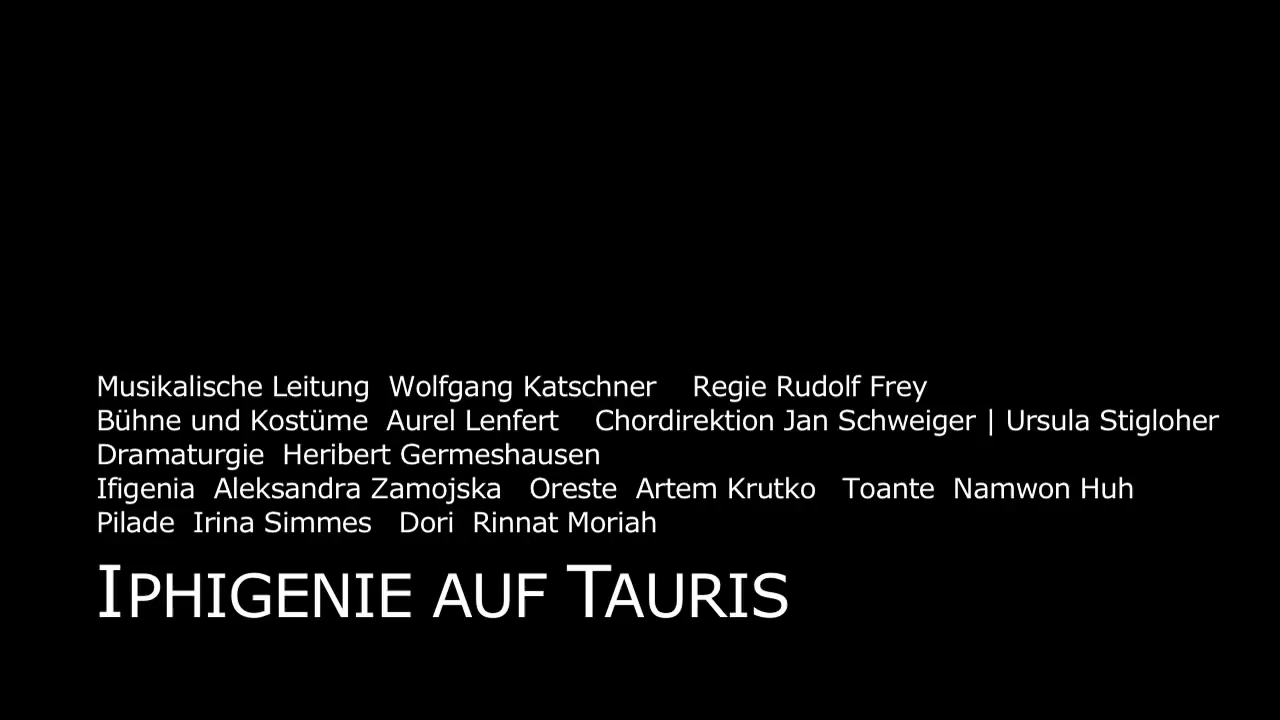 Musikalische Leitung Wolfgang Katschner Regie Rudolf Frey
Bühne und Kostüme Aurel Lenfert Chordirektion Jan Schweiger | Ursula Stigloher
Dramaturgie Heribert Germeshausen
Ifigenia Aleksandra Zamojska Oreste Artem Krutko Toante Namwon Huh
Pilade Irina Simmes Dori Rinnat Moriah
IPHIGENIE AUF TAURIS